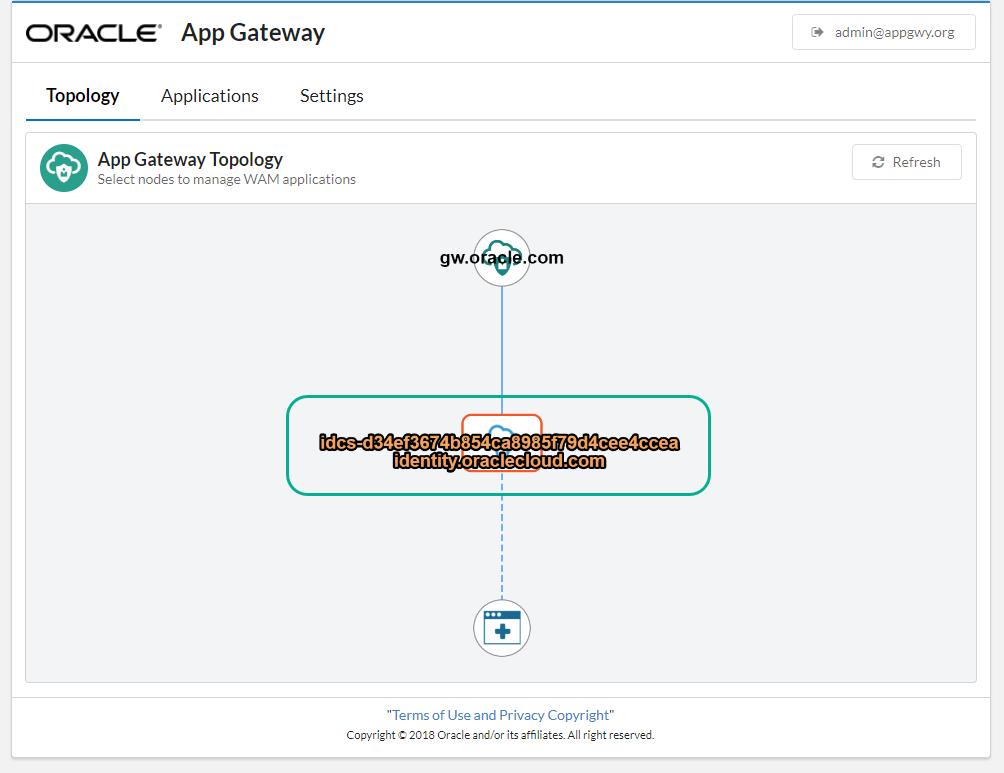 ORACLE® App Gateway
admin@appgwy.org
Topology Applications Settings
App Gateway Topology
Select nodes to manage WAM applications
Refresh
gw.oracle.com
idcs-d34ef3674b854ca8985f79d4cee4ccea
identity.oraclecloud.com
"Terms of Use and Privacy Copyright"
Copyright © 2018 Oracle and/or its affiliates. All right reserved.